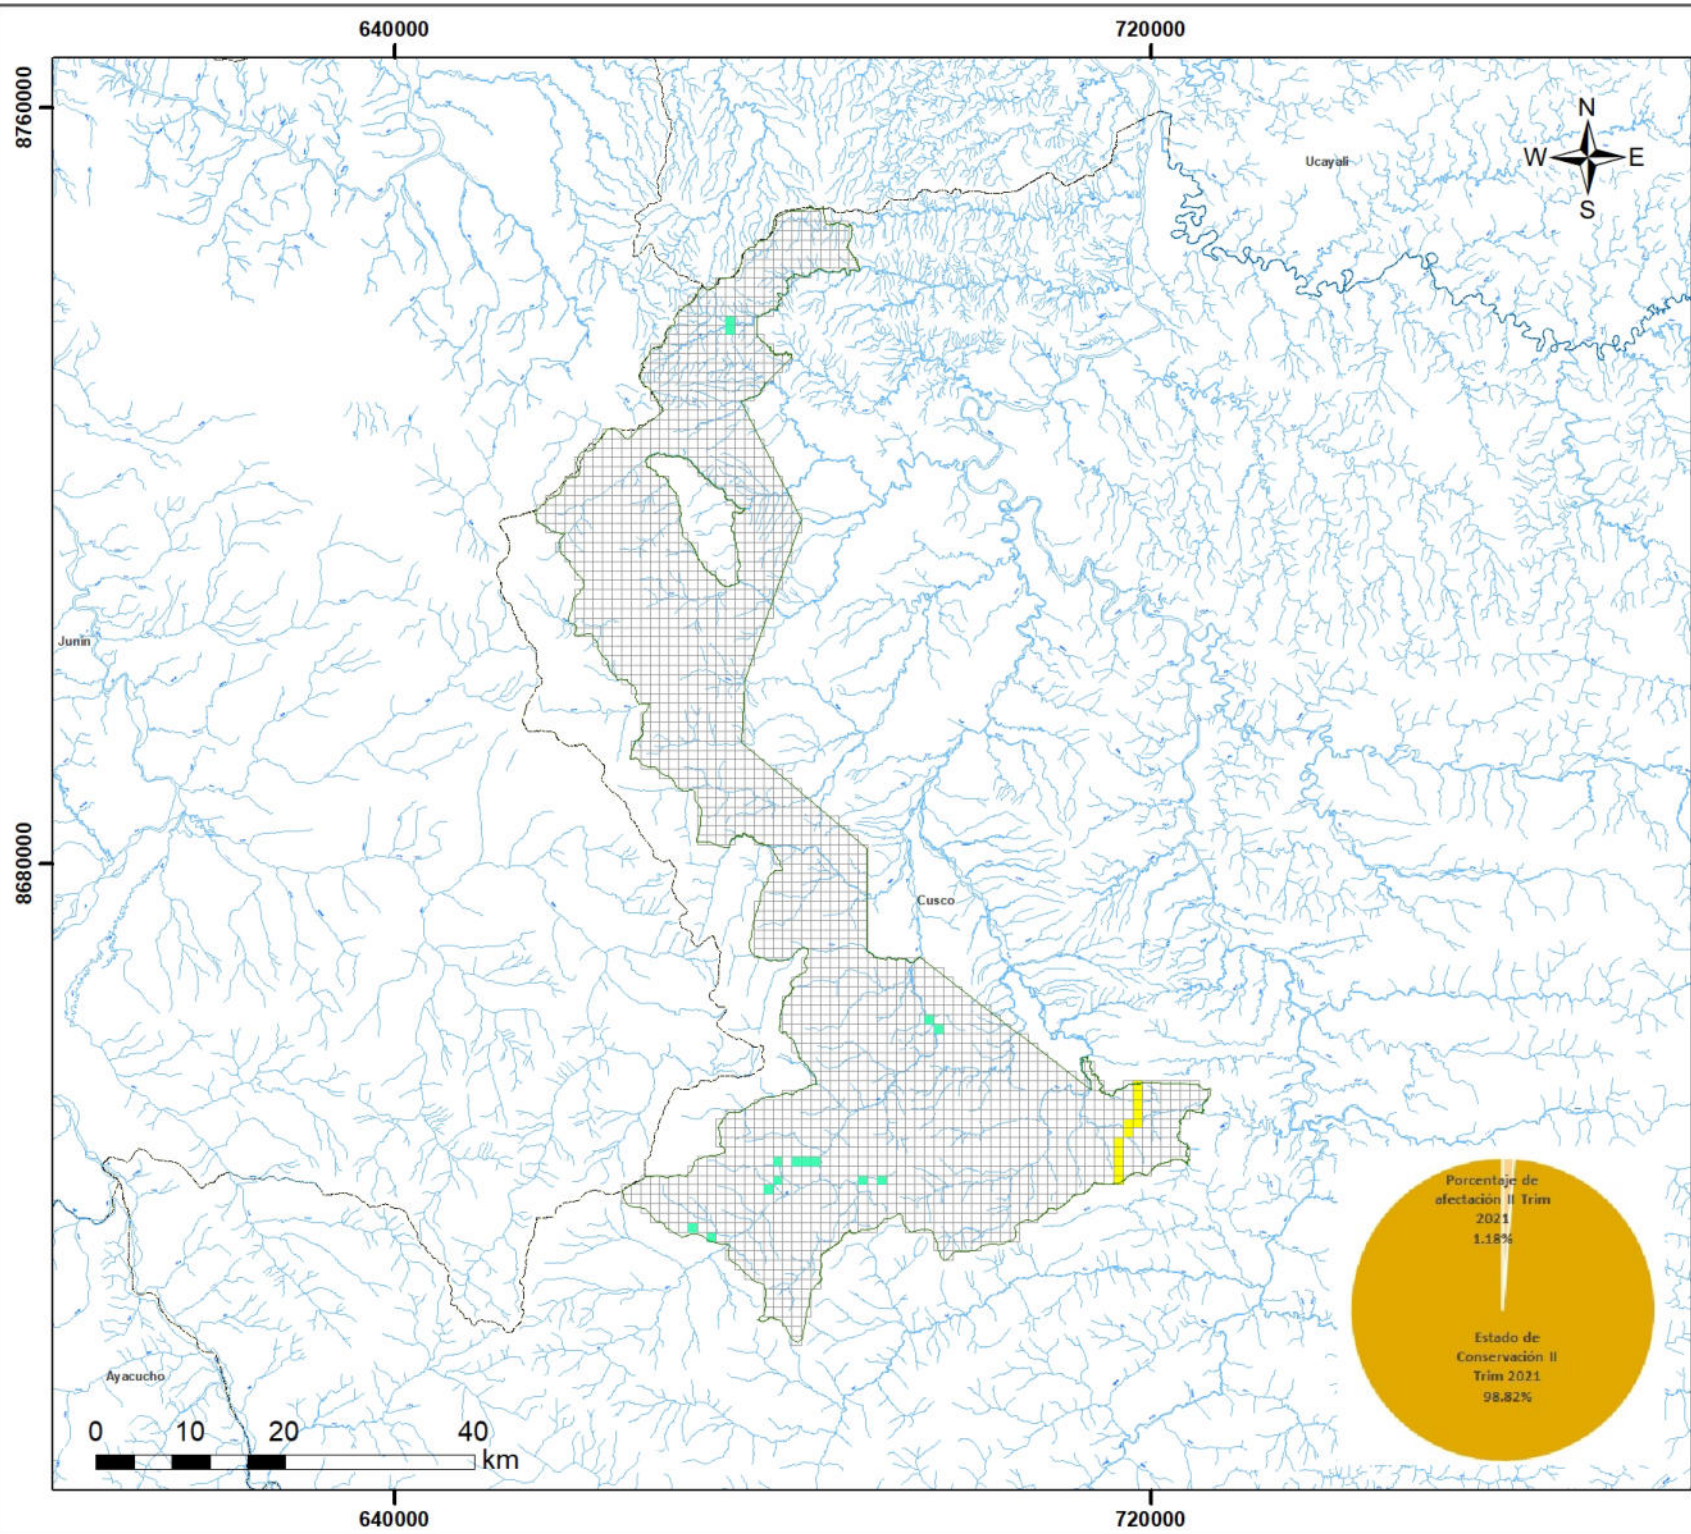 640000
720000
8760000
N
W
E
S
Ucayali
Junín
8680000
Cusco
Porcentaje de
afectación II Trim
2021
1.18%
Estado de
Conservación II
Trim 2021
98.82%
Ayacucho
0
10
20
40
km
640000
720000